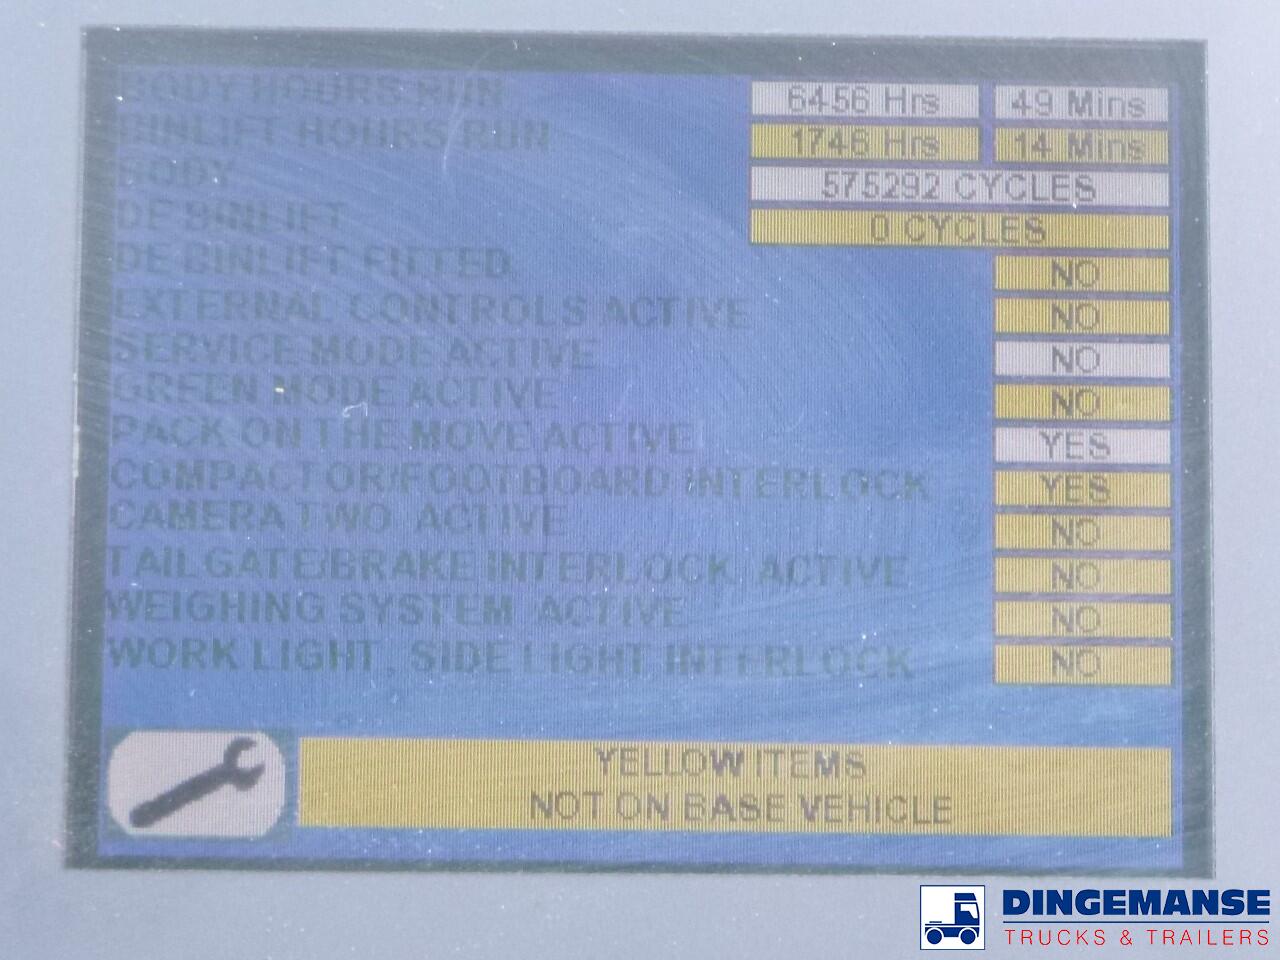 BODY HOURS RUN 6456 Hrs 49 Mins
BINLIFT HOURS RUN 1746 Hrs 14 Mins
BODY 575292 CYCLES
DE BINLIFT 0 CYCLES
DE BINLIFT FITTED NO
EXTERNAL CONTROLS ACTIVE NO
SERVICE MODE ACTIVE NO
GREEN MODE ACTIVE NO
PACK ON THE MOVE ACTIVE YES
COMPACTOR/FOOTBOARD INTERLOCK YES
CAMERA TWO ACTIVE NO
TAILGATE/BRAKE INTERLOCK ACTIVE NO
WEIGHING SYSTEM ACTIVE NO
WORK LIGHT, SIDE LIGHT INTERLOCK NO
YELLOW ITEMS
NOT ON BASE VEHICLE
DINGEMANSE
TRUCKS & TRAILERS